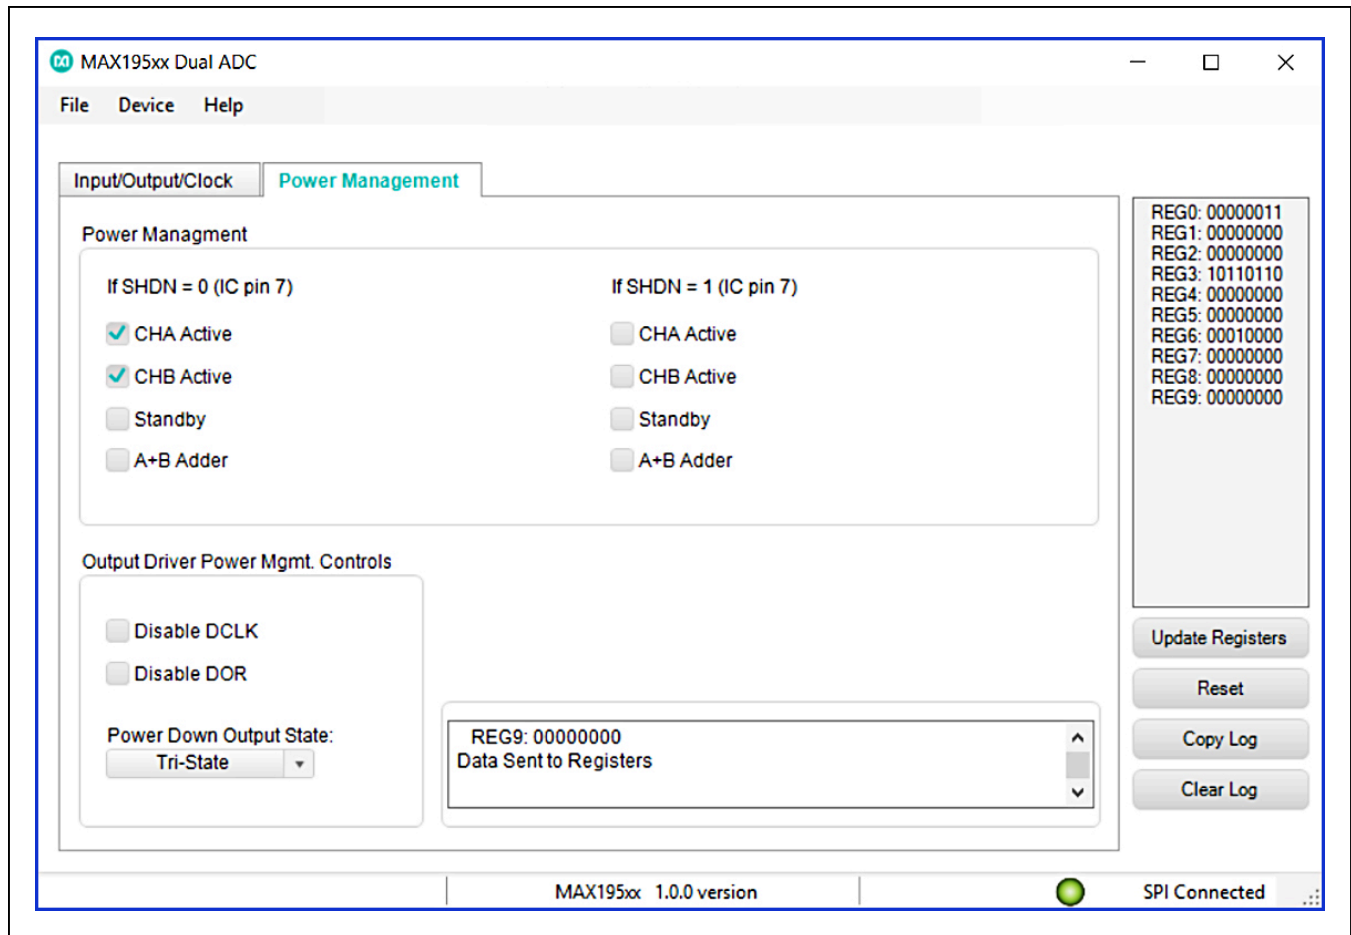 MAX195xx Dual ADC
File Device Help
Input/Output/Clock Power Management
Power Managment
If SHDN = 0 (IC pin 7)
CHA Active
CHB Active
Standby
A+B Adder
If SHDN = 1 (IC pin 7)
CHA Active
CHB Active
Standby
A+B Adder
Output Driver Power Mgmt. Controls
Disable DCLK
Disable DOR
Power Down Output State:
Tri-State
REG9: 00000000
Data Sent to Registers
REG0: 00000011
REG1: 00000000
REG2: 00000000
REG3: 10110110
REG4: 00000000
REG5: 00000000
REG6: 00010000
REG7: 00000000
REG8: 00000000
REG9: 00000000
Update Registers
Reset
Copy Log
Clear Log
MAX195xx 1.0.0 version
SPI Connected